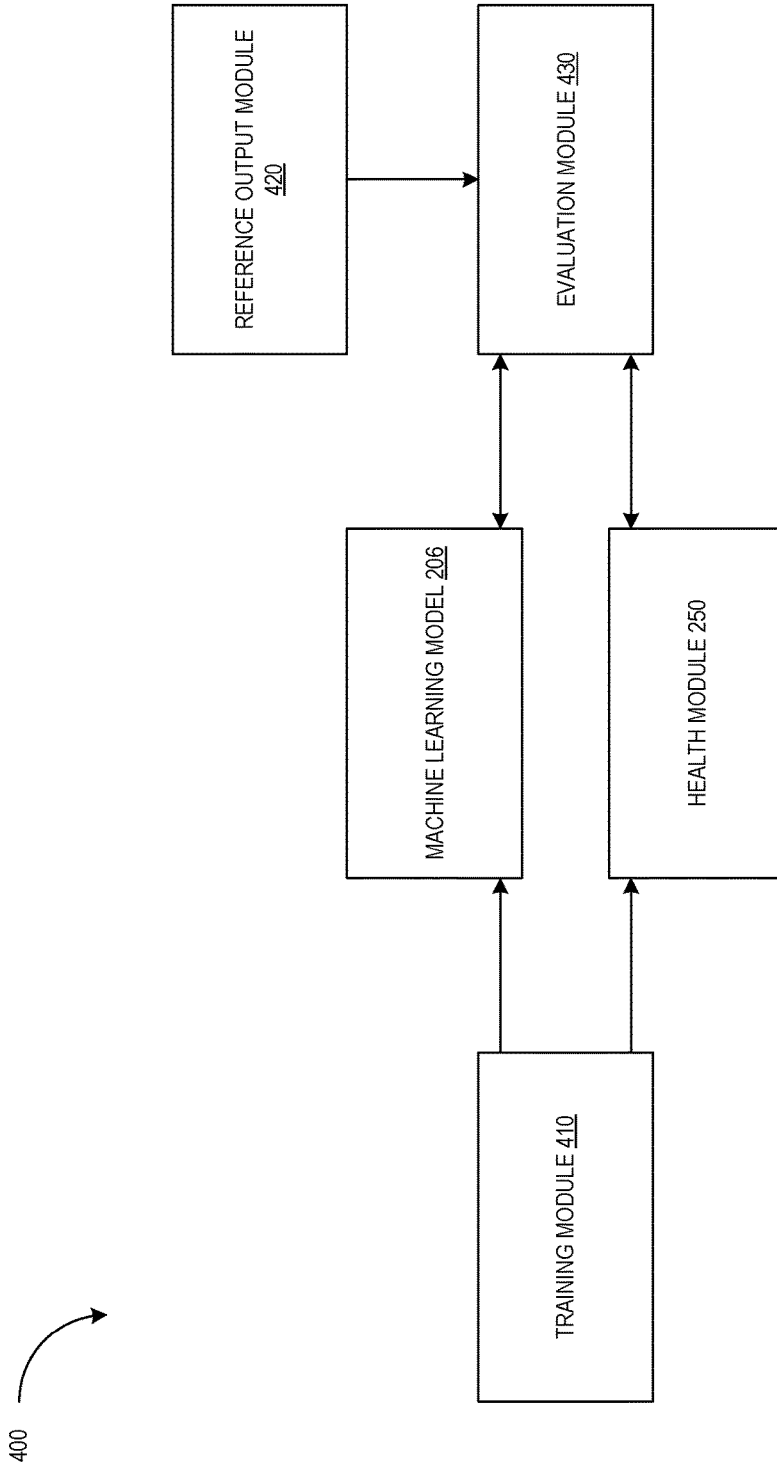 400
TRAINING MODULE 410
MACHINE LEARNING MODEL 206
HEALTH MODULE 250
REFERENCE OUTPUT MODULE
420
EVALUATION MODULE 430